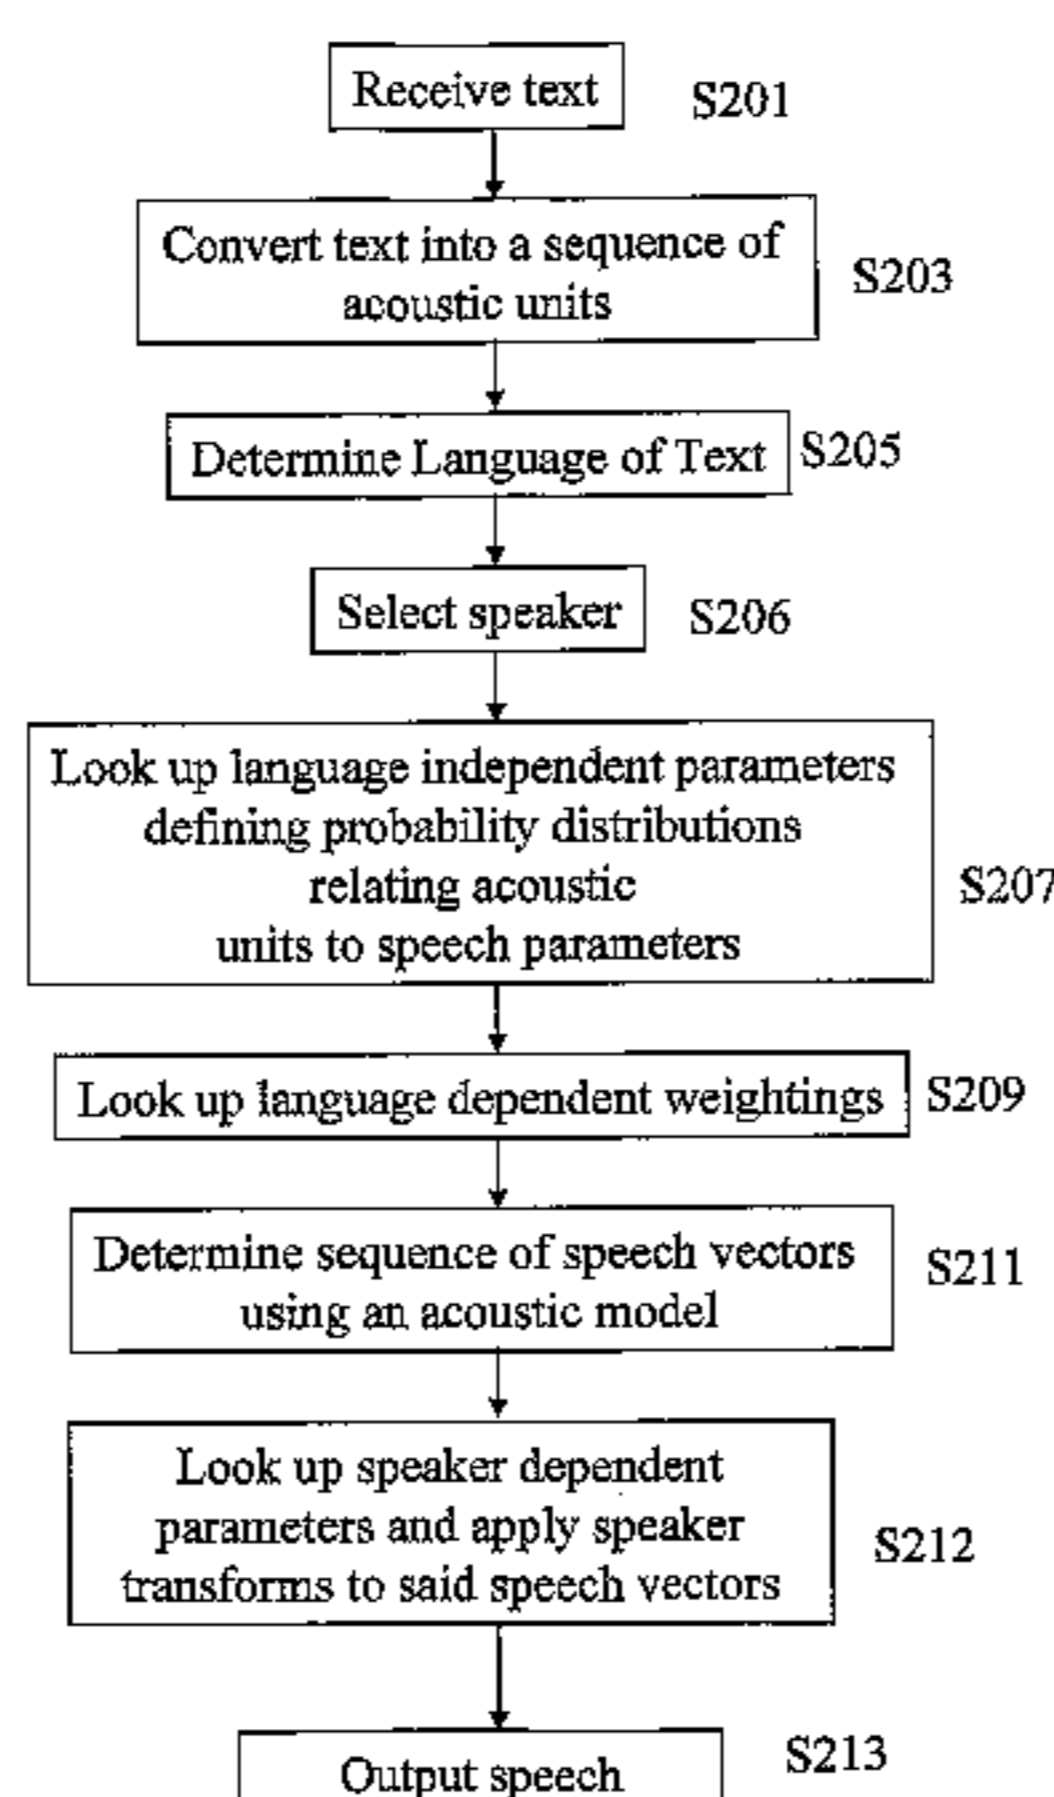 Receive text
S201
Convert text into a sequence of
acoustic units
S203
Determine Language of Text
S205
Select speaker
S206
Look up language independent parameters
defining probability distributions
relating acoustic
units to speech parameters
S207
Look up language dependent weightings
S209
Determine sequence of speech vectors
using an acoustic model
S211
Look up speaker dependent
parameters and apply speaker
transforms to said speech vectors
S212
Output speech
S213